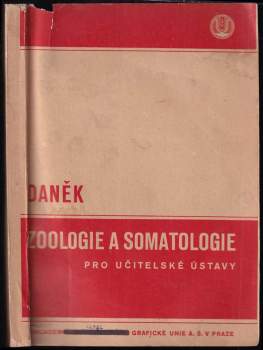 DANĚK
ZOOLOGIE A SOMATOLOGIE
PRO UČITELSKÉ ÚSTAVY
GRAFICKÉ UNIE A. S. V PRAZE